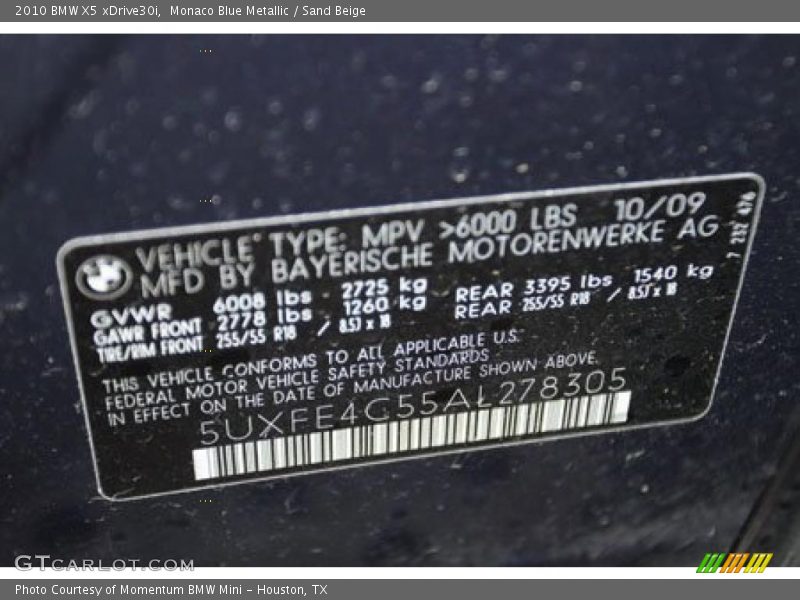 2010 BMW X5 xDrive30i, Monaco Blue Metallic / Sand Beige
VEHICLE TYPE: MPV >6000 LBS 10/09
MFD BY BAYERISCHE MOTORENWERKE AG
GVWR 6008 lbs 2725 kg
GAWR FRONT 2778 lbs 1260 kg REAR 3395 lbs 1540 kg
TIRE/RIM FRONT 255/55 R18 / 8.5J x 18 REAR 255/55 R18 / 8.5J x 18
THIS VEHICLE CONFORMS TO ALL APPLICABLE U.S.
FEDERAL MOTOR VEHICLE SAFETY STANDARDS
IN EFFECT ON THE DATE OF MANUFACTURE SHOWN ABOVE.
5UXFE4C55AL278305
7 232 476
GTCARLOT.COM
Photo Courtesy of Momentum BMW Mini - Houston, TX